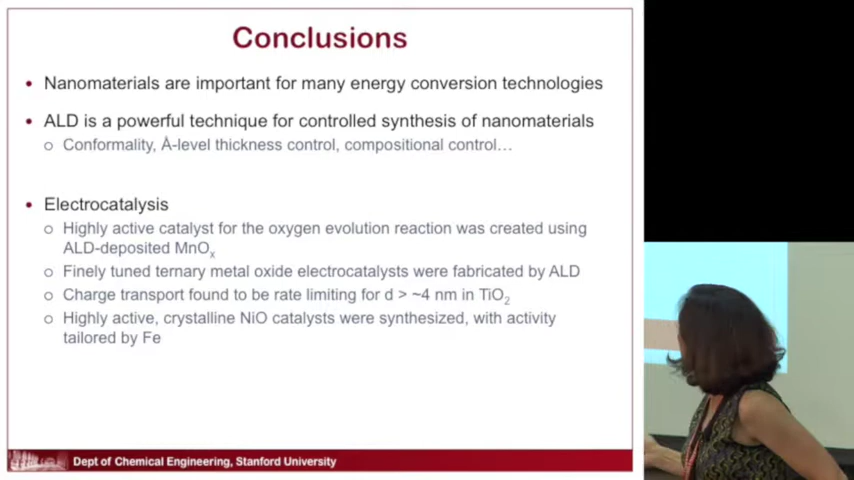 Conclusions
• Nanomaterials are important for many energy conversion technologies
• ALD is a powerful technique for controlled synthesis of nanomaterials
○ Conformality, Å-level thickness control, compositional control…
• Electrocatalysis
○ Highly active catalyst for the oxygen evolution reaction was created using
ALD-deposited MnOₓ
○ Finely tuned ternary metal oxide electrocatalysts were fabricated by ALD
○ Charge transport found to be rate limiting for d > ~4 nm in TiO₂
○ Highly active, crystalline NiO catalysts were synthesized, with activity
tailored by Fe
Dept of Chemical Engineering, Stanford University